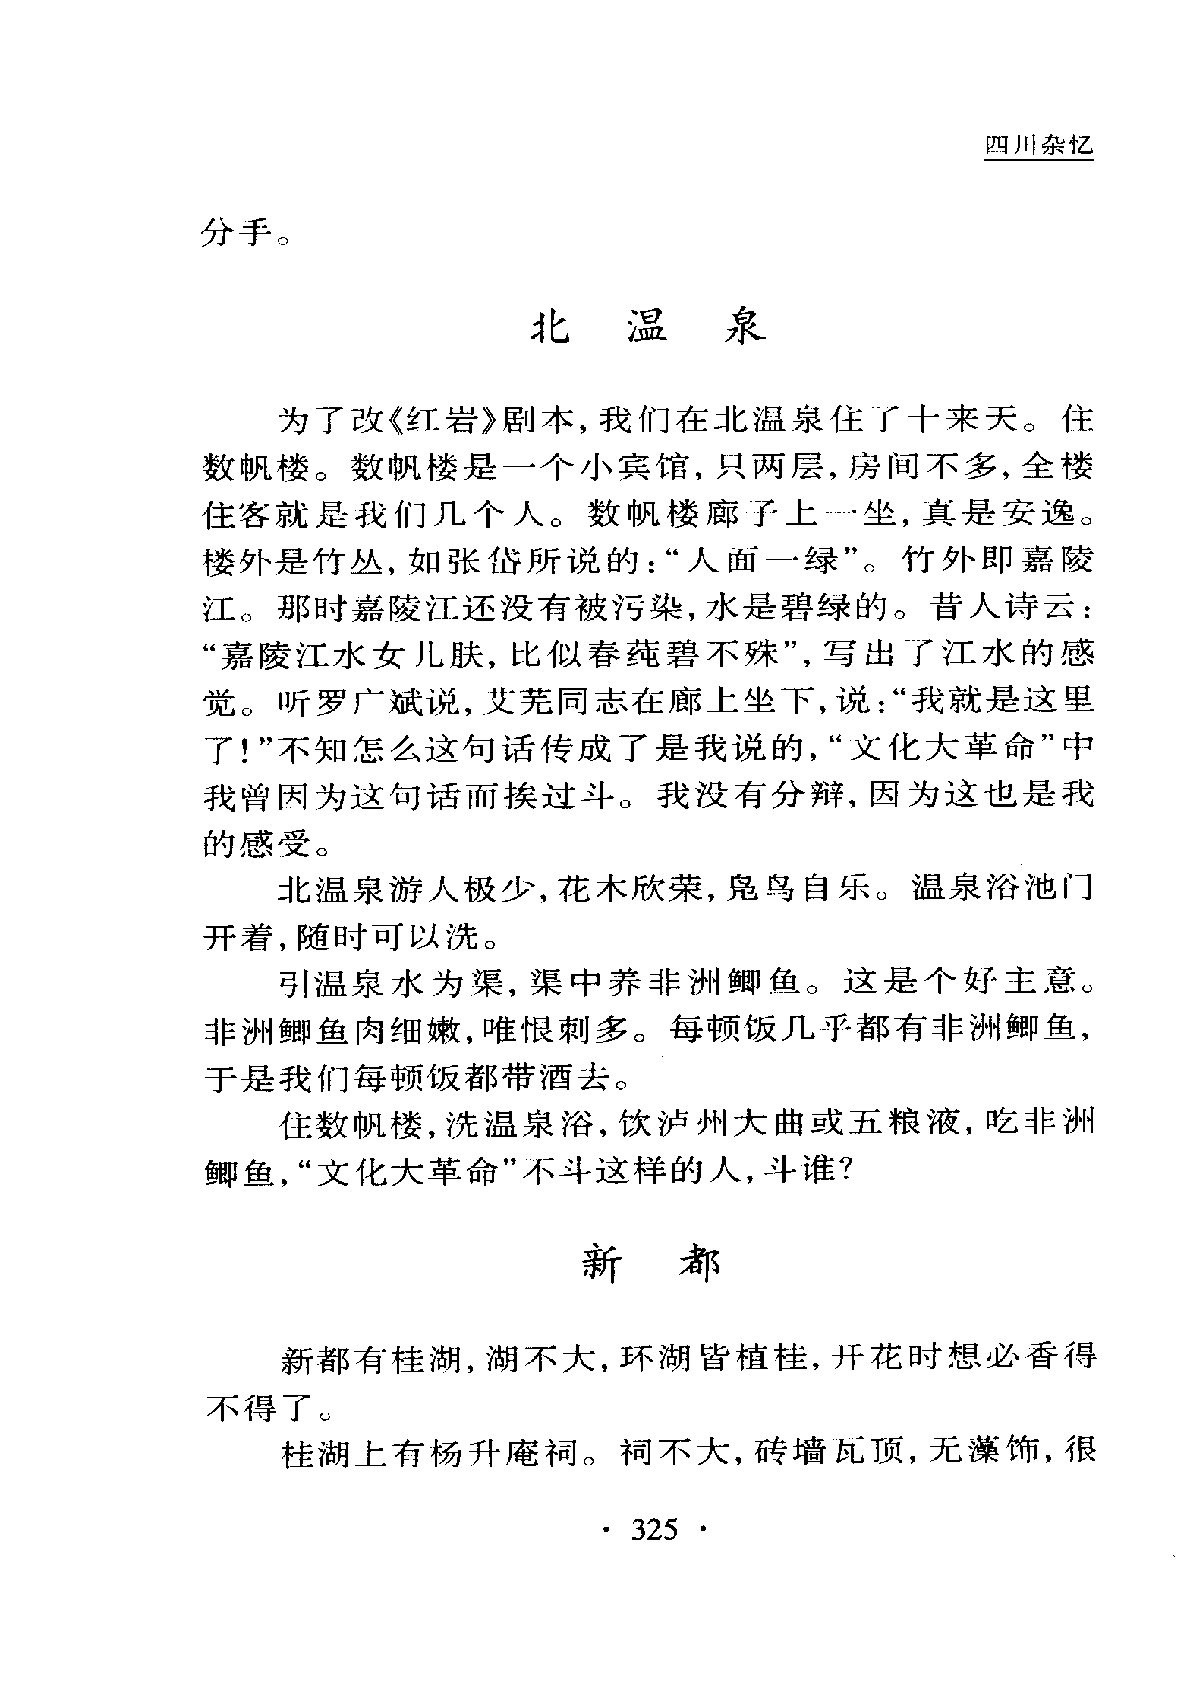 四川杂忆
分手。
北 温 泉
为了改《红岩》剧本,我们在北温泉住了十来天。住
数帆楼。数帆楼是一个小宾馆,只两层,房间不多,全楼
住客就是我们几个人。数帆楼廊子上一坐,真是安逸。
楼外是竹丛,如张岱所说的:“人面一绿”。竹外即嘉陵
江。那时嘉陵江还没有被污染,水是碧绿的。昔人诗云:
“嘉陵江水女儿肤,比似春莼碧不殊”,写出了江水的感
觉。听罗广斌说,艾芜同志在廊上坐下,说:“我就是这里
了!”不知怎么这句话传成了是我说的,“文化大革命”中
我曾因为这句话而挨过斗。我没有分辩,因为这也是我
的感受。
北温泉游人极少,花木欣荣,凫鸟自乐。温泉浴池门
开着,随时可以洗。
引温泉水为渠,渠中养非洲鲫鱼。这是个好主意。
非洲鲫鱼肉细嫩,唯恨刺多。每顿饭几乎都有非洲鲫鱼,
于是我们每顿饭都带酒去。
住数帆楼,洗温泉浴,饮泸州大曲或五粮液,吃非洲
鲫鱼,“文化大革命”不斗这样的人,斗谁?
新 都
新都有桂湖,湖不大,环湖皆植桂,开花时想必香得
不得了。
桂湖上有杨升庵祠。祠不大,砖墙瓦顶,无藻饰,很
· 325 ·